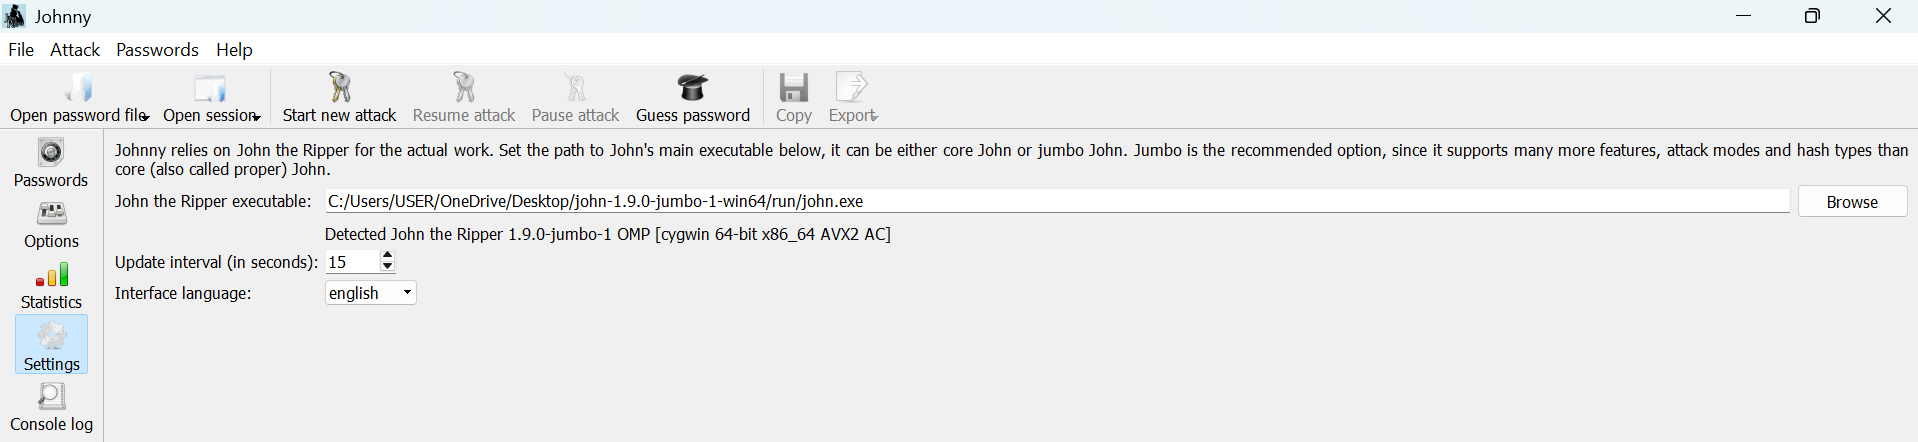 Johnny
File Attack Passwords Help
Open password file Open session Start new attack Resume attack Pause attack Guess password Copy Export
Passwords
Options
Statistics
Settings
Console log
Johnny relies on John the Ripper for the actual work. Set the path to John's main executable below, it can be either core John or jumbo John. Jumbo is the recommended option, since it supports many more features, attack modes and hash types than
core (also called proper) John.
John the Ripper executable: C:/Users/USER/OneDrive/Desktop/john-1.9.0-jumbo-1-win64/run/john.exe Browse
Detected John the Ripper 1.9.0-jumbo-1 OMP [cygwin 64-bit x86_64 AVX2 AC]
Update interval (in seconds): 15
Interface language: english